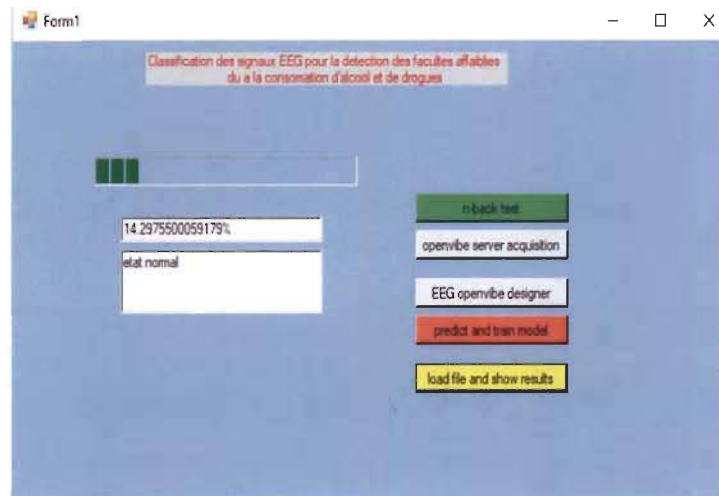 Form1
Classification des signaux EEG pour la detection des facultes affaiblies
du a la consomation d'alcool et de drogues
14.2975500059179%
etat normal
n-back test
openvibe server acquisition
EEG openvibe designer
predict and train model
load file and show results